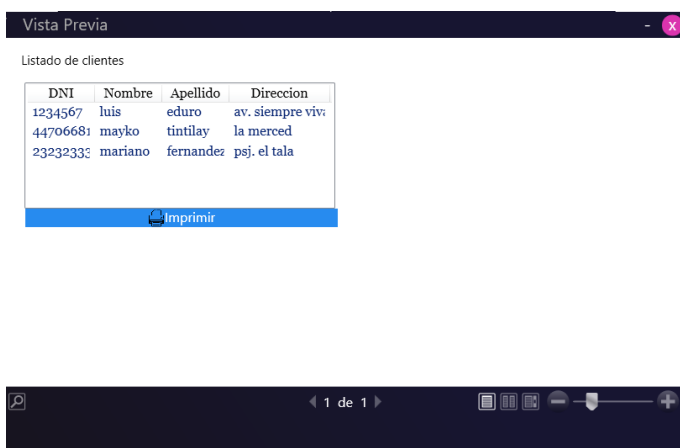 Vista Previa
Listado de clientes
DNI Nombre Apellido Direccion
1234567 luis eduro av. siempre viva
44706681 mayko tintilay la merced
23232333 mariano fernandez psj. el tala
Imprimir
1 de 1